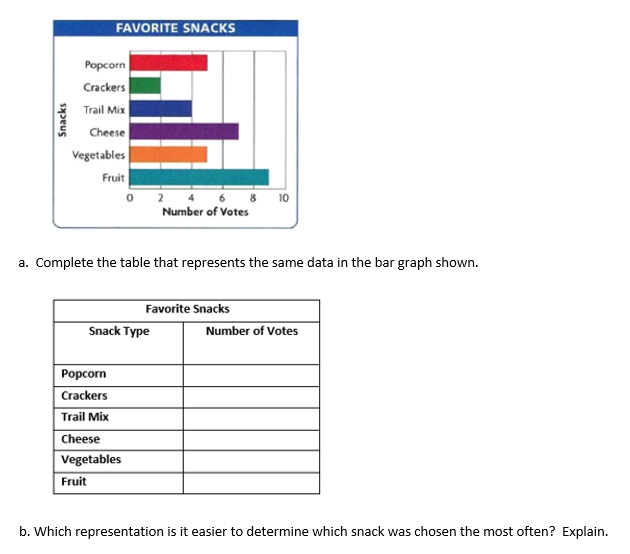 FAVORITE SNACKS
Snacks
Popcorn
Crackers
Trail Mix
Cheese
Vegetables
Fruit
0 2 4 6 8 10
Number of Votes
a. Complete the table that represents the same data in the bar graph shown.
Favorite Snacks
Snack Type Number of Votes
Popcorn
Crackers
Trail Mix
Cheese
Vegetables
Fruit
b. Which representation is it easier to determine which snack was chosen the most often? Explain.